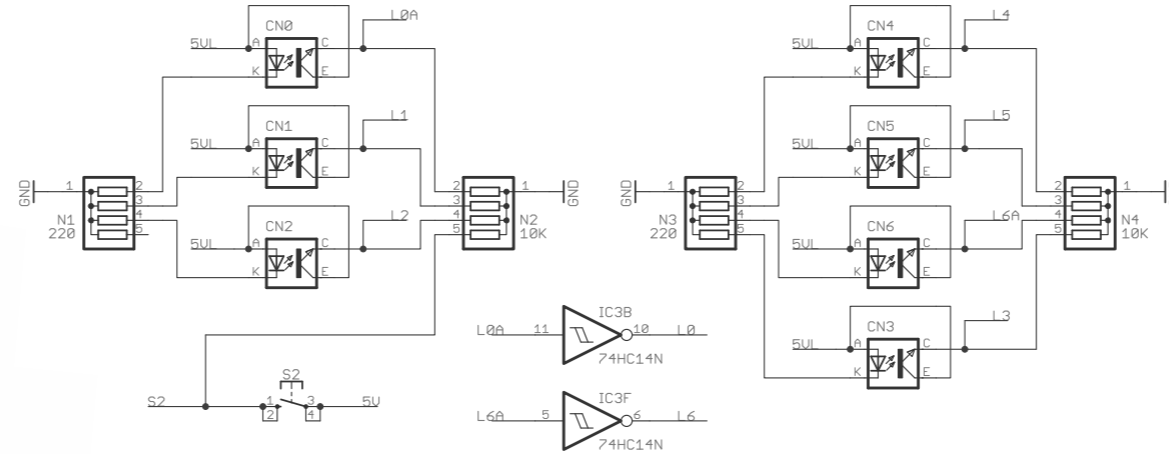 CN0
L0A
5VL A C
K E
CN1
L1
5VL A C
K E
CN2
L2
5VL A C
K E
GND
1 2
3
4
5
N1
220
2 1
3
4
5
N2
10K
GND
CN4
L4
5VL A C
K E
CN5
L5
5VL A C
K E
CN6
L6A
5VL A C
K E
CN3
L3
5VL A C
K E
GND
1 2
3
4
5
N3
220
2 1
3
4
5
N4
10K
IC3B
L0A 11 10 L0
74HC14N
IC3F
L6A 5 6 L6
74HC14N
S2
S2 1 3 5V
2 4